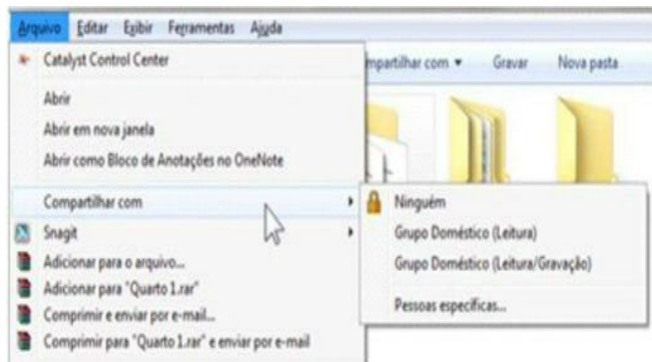 Arquivo Editar Exibir Ferramentas Ajuda
Catalyst Control Center
mpartilhar com ▼ Gravar Nova pasta
Abrir
Abrir em nova janela
Abrir como Bloco de Anotações no OneNote
Compartilhar com
Ninguém
Snagit
Grupo Doméstico (Leitura)
Adicionar para o arquivo...
Grupo Doméstico (Leitura/Gravação)
Adicionar para "Quarto 1.rar"
Comprimir e enviar por e-mail...
Pessoas específicas...
Comprimir para "Quarto 1.rar" e enviar por e-mail